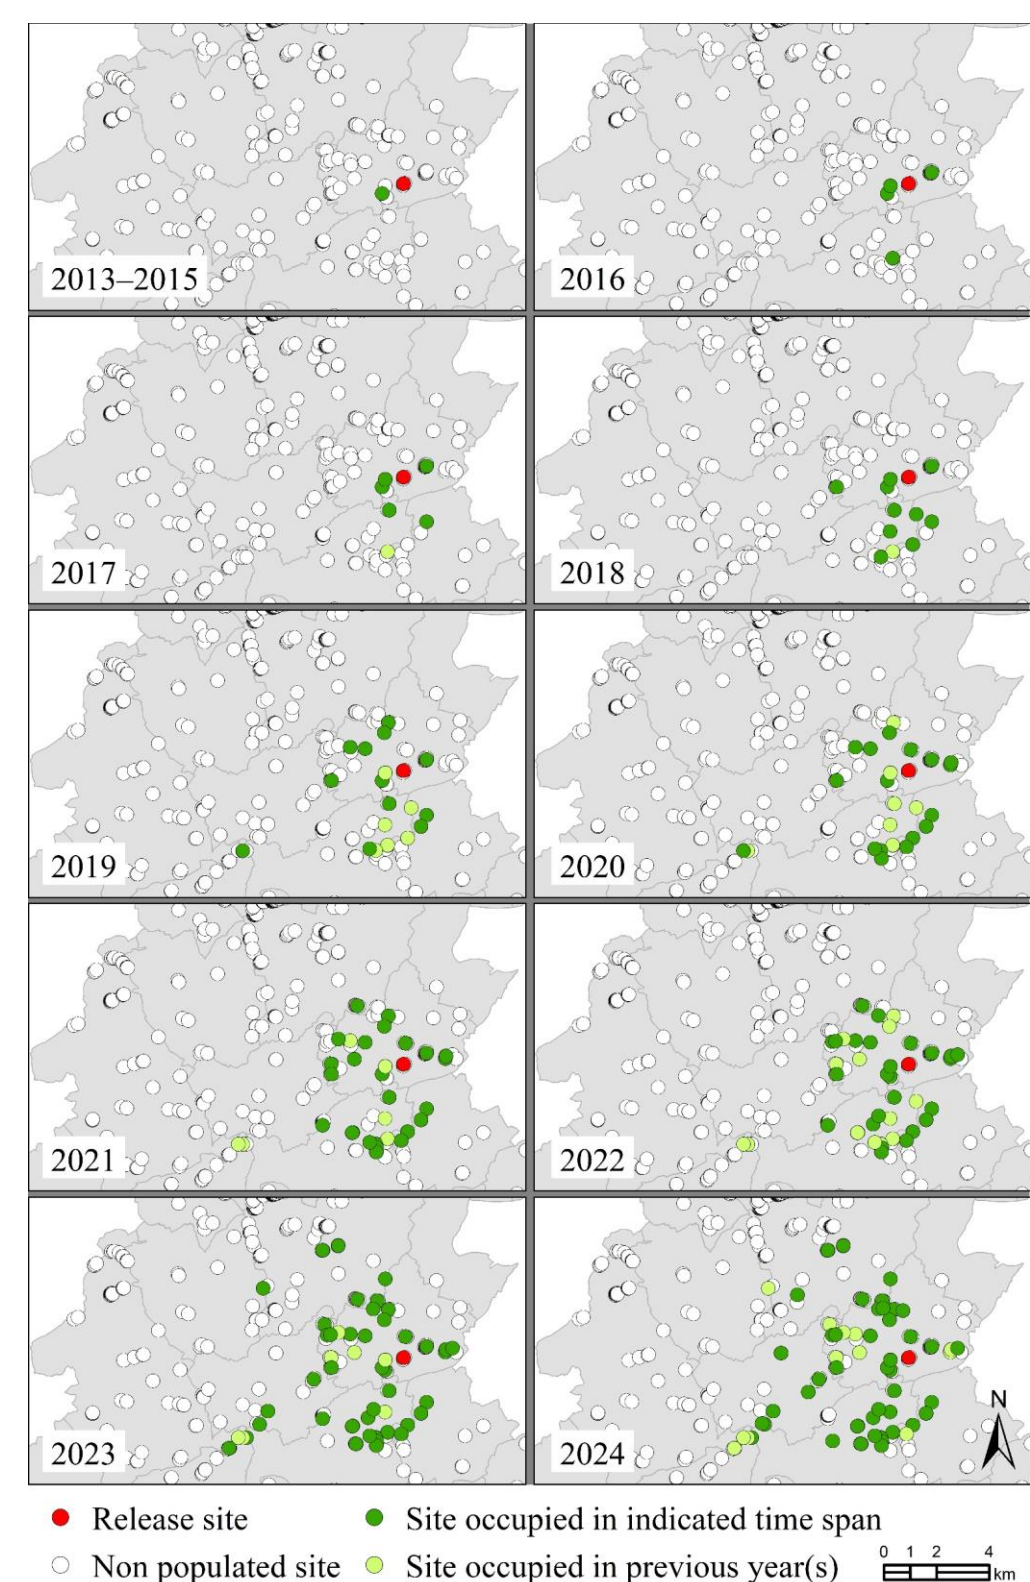 2013–2015
2016
2017
2018
2019
2020
2021
2022
2023
2024
N
Release site
Site occupied in indicated time span
Non populated site
Site occupied in previous year(s)
0 1 2 4
km